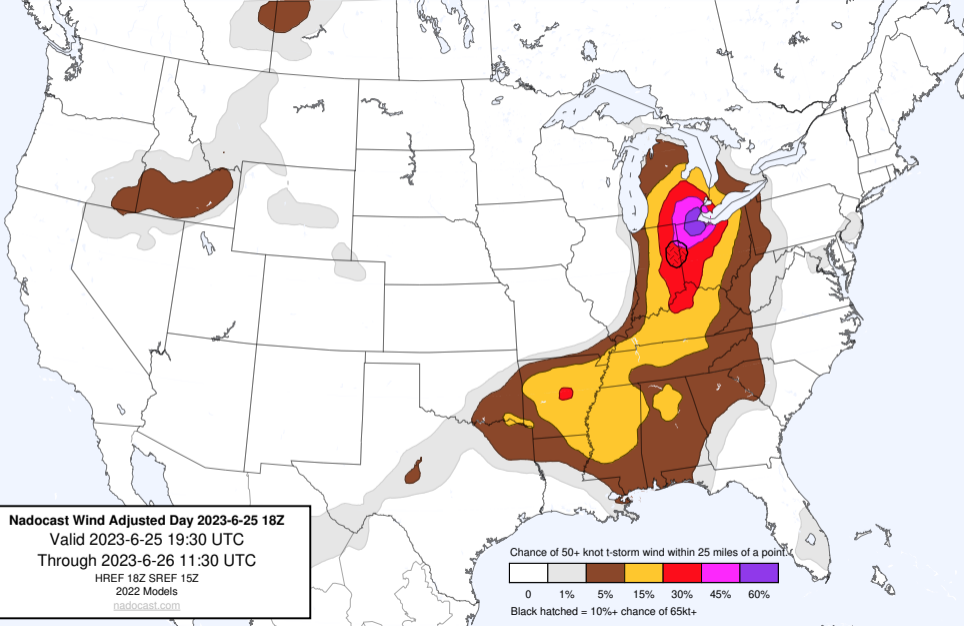 Nadocast Wind Adjusted Day 2023-6-25 18Z
Valid 2023-6-25 19:30 UTC
Through 2023-6-26 11:30 UTC
HREF 18Z SREF 15Z
2022 Models
nadocast.com
Chance of 50+ knot t-storm wind within 25 miles of a point.
0 1% 5% 15% 30% 45% 60%
Black hatched = 10%+ chance of 65kt+